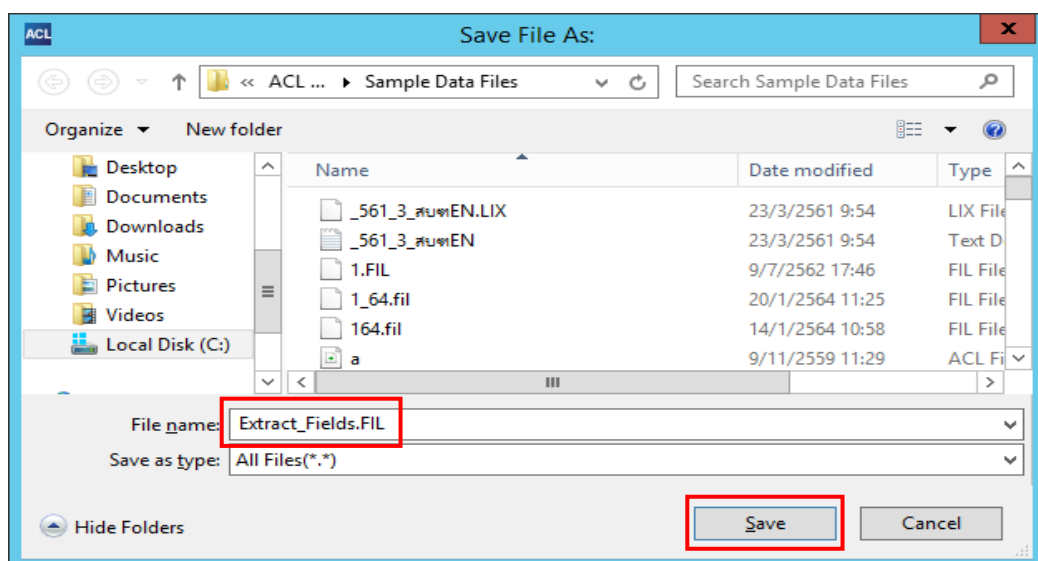 ACL
Save File As:
x
« ACL ... Sample Data Files
Search Sample Data Files
Organize
New folder
Desktop
Documents
Downloads
Music
Pictures
Videos
Local Disk (C:)
Name Date modified Type
_561_3_สบฑEN.LIX 23/3/2561 9:54 LIX File
_561_3_สบฑEN 23/3/2561 9:54 Text D
1.FIL 9/7/2562 17:46 FIL File
1_64.fil 20/1/2564 11:25 FIL File
164.fil 14/1/2564 10:58 FIL File
a 9/11/2559 11:29 ACL Fi
File name: Extract_Fields.FIL
Save as type: All Files(*.*)
Hide Folders
Save
Cancel